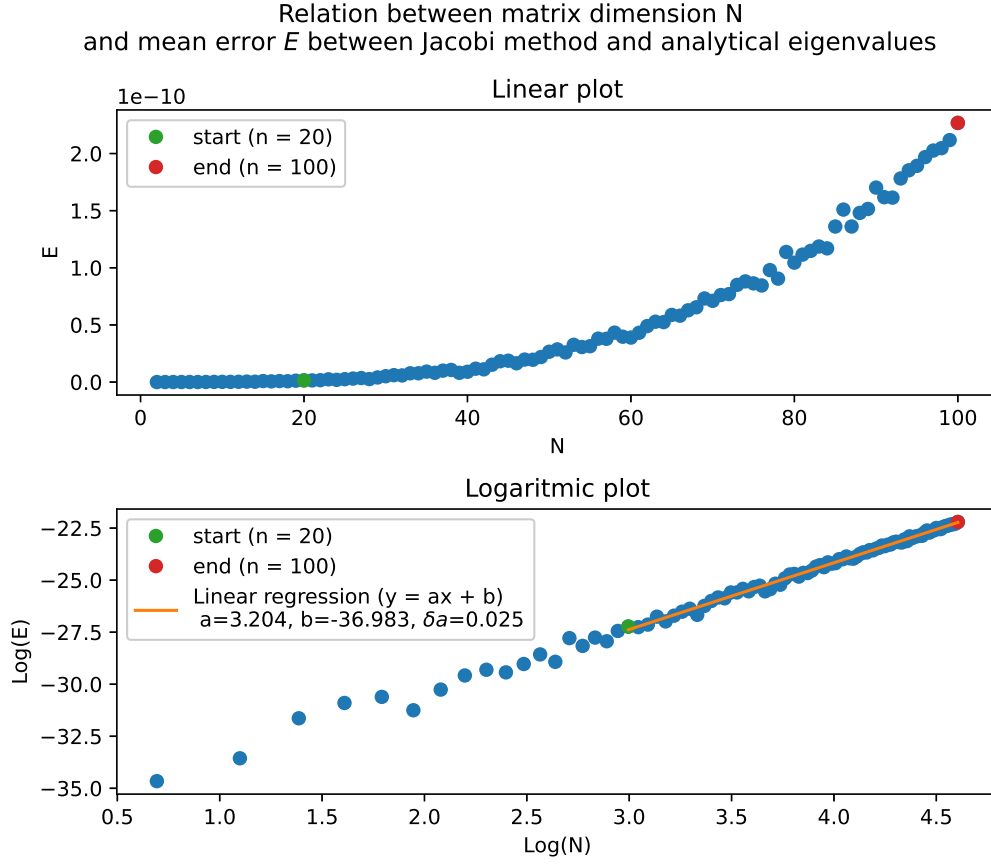 Relation between matrix dimension N
and mean error E between Jacobi method and analytical eigenvalues
Linear plot
1e−10
start (n = 20)
end (n = 100)
E
2.0
1.5
1.0
0.5
0.0
0 20 40 60 80 100
N
Logaritmic plot
start (n = 20)
end (n = 100)
Linear regression (y = ax + b)
a=3.204, b=-36.983, δa=0.025
Log(E)
−22.5
−25.0
−27.5
−30.0
−32.5
−35.0
0.5 1.0 1.5 2.0 2.5 3.0 3.5 4.0 4.5
Log(N)